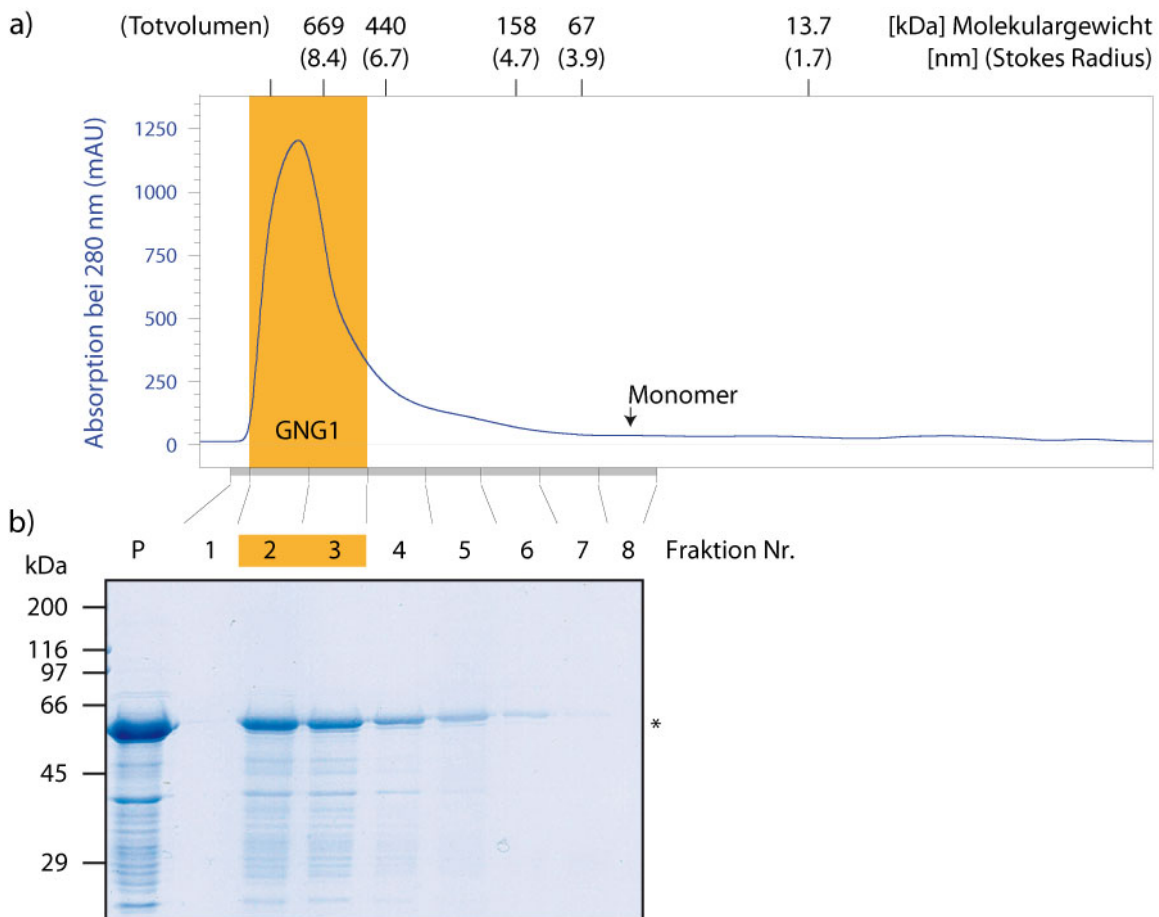 a)
(Totvolumen) 669 440 158 67 13.7 [kDa] Molekulargewicht
(8.4) (6.7) (4.7) (3.9) (1.7) [nm] (Stokes Radius)
Absorption bei 280 nm (mAU)
1250
1000
750
500
250
0
Monomer
GNG1
b)
kDa
P 1 2 3 4 5 6 7 8 Fraktion Nr.
200
116
97
66
*
45
29